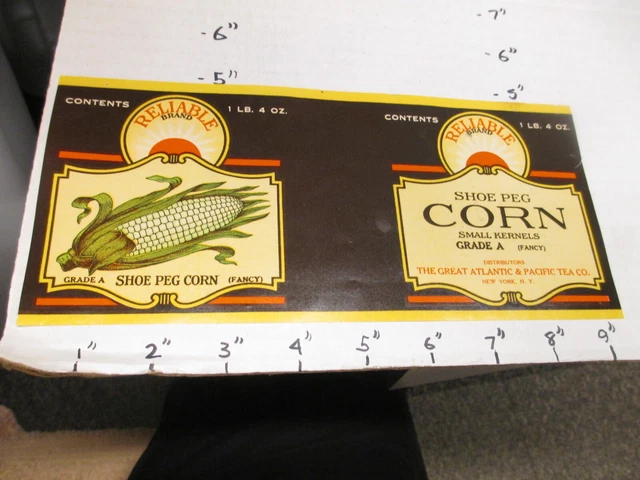 - 7"
- 6"
- 6"
- 5"
- 5"
CONTENTS
1 LB. 4 OZ.
RELIABLE
BRAND
GRADE A SHOE PEG CORN (FANCY)
CONTENTS
1 LB. 4 OZ.
RELIABLE
BRAND
SHOE PEG
CORN
SMALL KERNELS
GRADE A (FANCY)
DISTRIBUTORS
THE GREAT ATLANTIC & PACIFIC TEA CO.
NEW YORK, N. Y.
1" 2" 3" 4" 5" 6" 7" 8" 9"